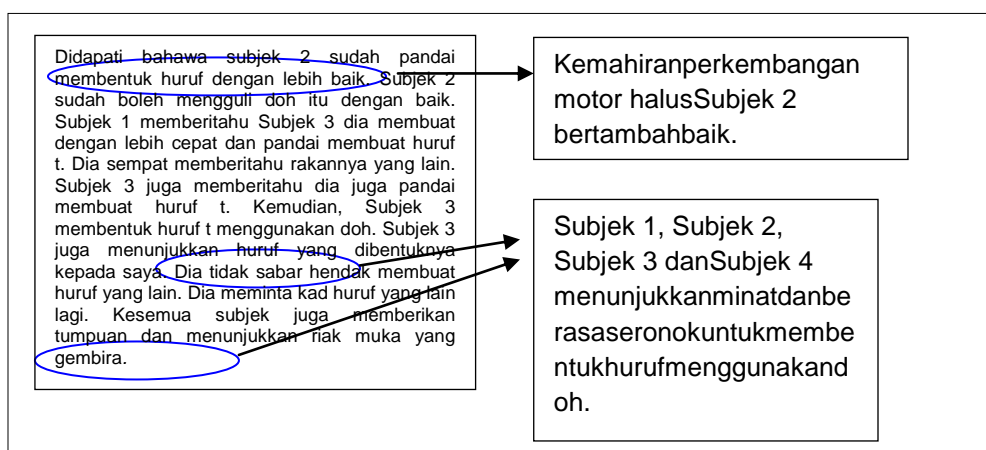 Didapati bahawa subjek 2 sudah pandai
membentuk huruf dengan lebih baik. Subjek 2
sudah boleh mengguli doh itu dengan baik.
Subjek 1 memberitahu Subjek 3 dia membuat
dengan lebih cepat dan pandai membuat huruf
t. Dia sempat memberitahu rakannya yang lain.
Subjek 3 juga memberitahu dia juga pandai
membuat huruf t. Kemudian, Subjek 3
membentuk huruf t menggunakan doh. Subjek 3
juga menunjukkan huruf yang dibentuknya
kepada saya. Dia tidak sabar hendak membuat
huruf yang lain. Dia meminta kad huruf yang lain
lagi. Kesemua subjek juga memberikan
tumpuan dan menunjukkan riak muka yang
gembira.
Kemahiranperkembangan
motor halusSubjek 2
bertambahbaik.
Subjek 1, Subjek 2,
Subjek 3 danSubjek 4
menunjukkanminatdanbe
rasaseronokuntukmembe
ntukhurufmenggunakand
oh.